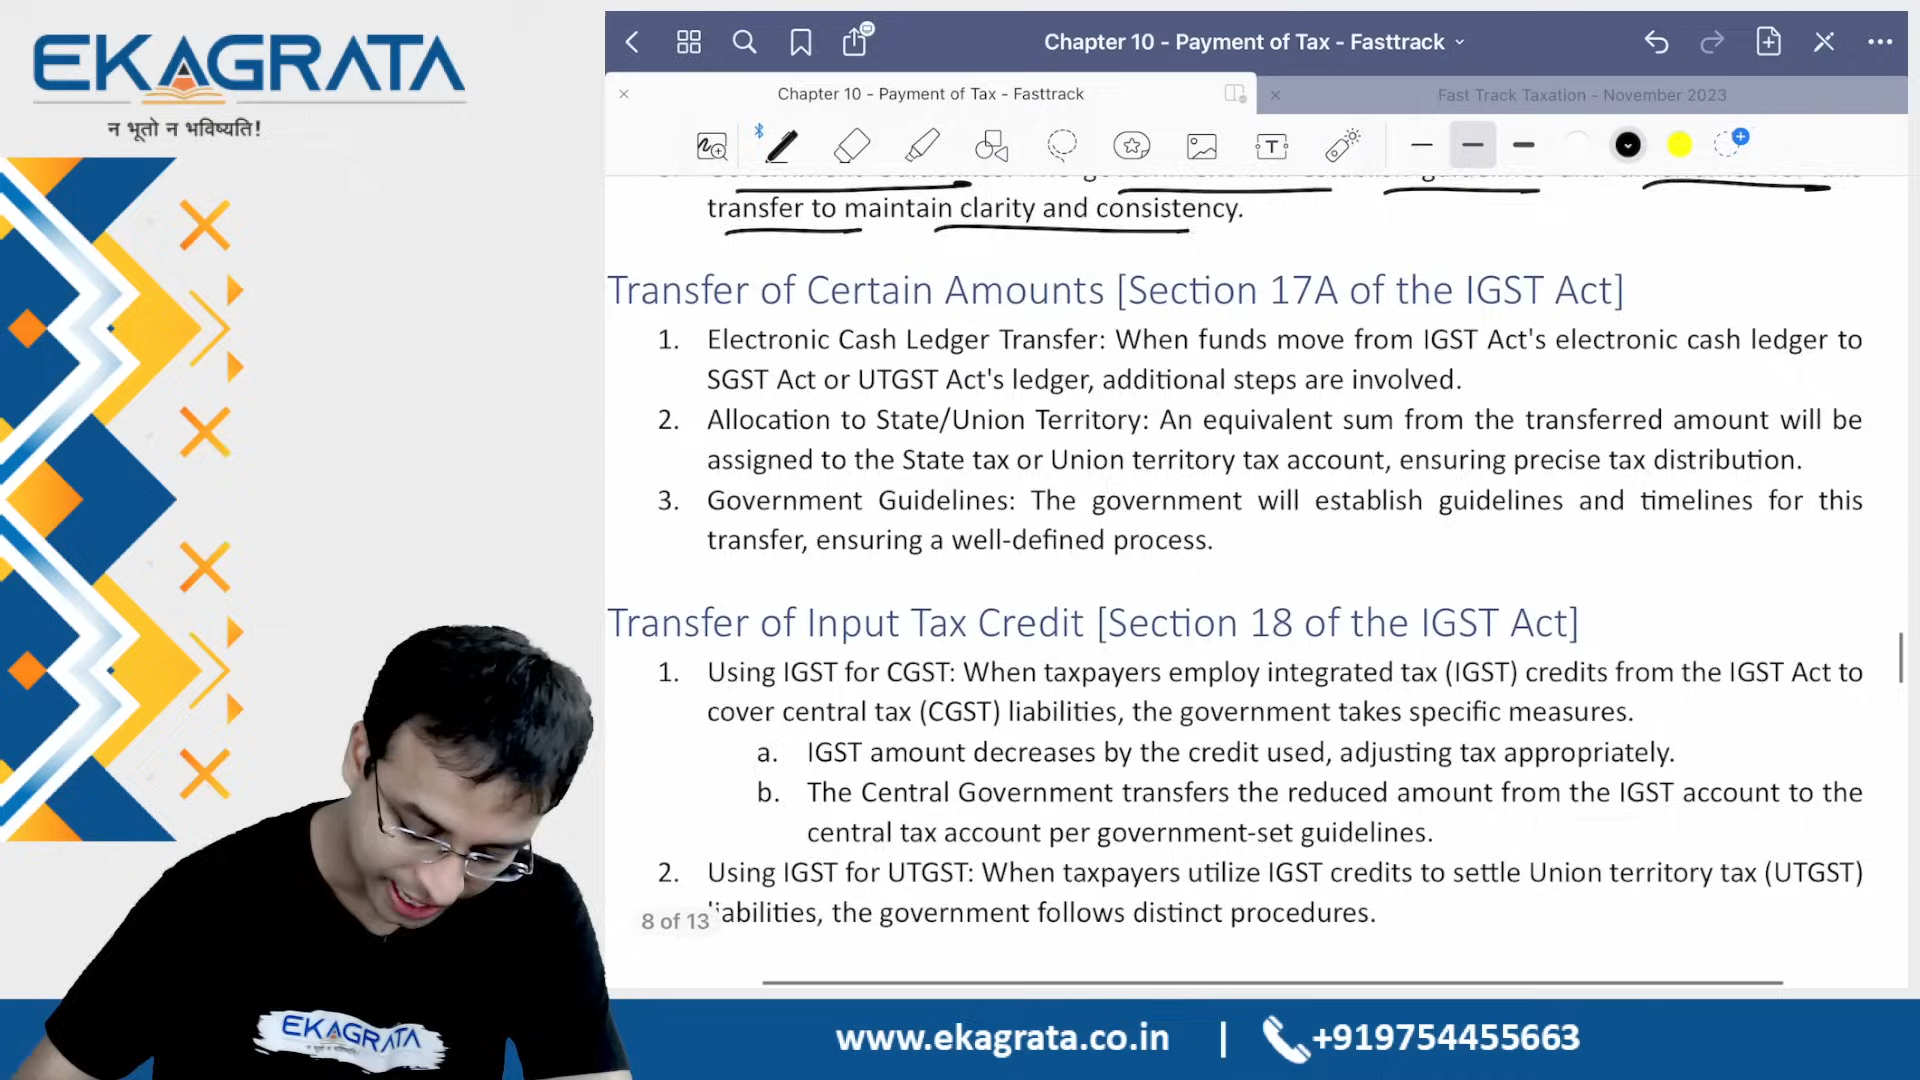 EKAGRATA
न भूतो न भविष्यति!
Chapter 10 - Payment of Tax - Fasttrack
Chapter 10 - Payment of Tax - Fasttrack
Fast Track Taxation - November 2023
transfer to maintain clarity and consistency.
Transfer of Certain Amounts [Section 17A of the IGST Act]
1. Electronic Cash Ledger Transfer: When funds move from IGST Act's electronic cash ledger to
SGST Act or UTGST Act's ledger, additional steps are involved.
2. Allocation to State/Union Territory: An equivalent sum from the transferred amount will be
assigned to the State tax or Union territory tax account, ensuring precise tax distribution.
3. Government Guidelines: The government will establish guidelines and timelines for this
transfer, ensuring a well-defined process.
Transfer of Input Tax Credit [Section 18 of the IGST Act]
1. Using IGST for CGST: When taxpayers employ integrated tax (IGST) credits from the IGST Act to
cover central tax (CGST) liabilities, the government takes specific measures.
a. IGST amount decreases by the credit used, adjusting tax appropriately.
b. The Central Government transfers the reduced amount from the IGST account to the
central tax account per government-set guidelines.
2. Using IGST for UTGST: When taxpayers utilize IGST credits to settle Union territory tax (UTGST)
iabilities, the government follows distinct procedures.
8 of 13
EKAGRATA
www.ekagrata.co.in | +919754455663